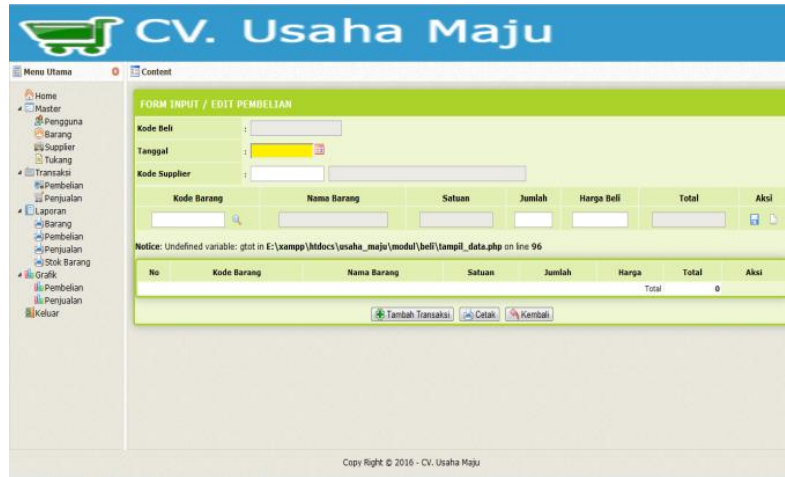 CV. Usaha Maju
Menu Utama
Home
Master
Pengguna
Barang
Supplier
Tukang
Transaksi
Pembelian
Penjualan
Laporan
Barang
Pembelian
Penjualan
Stok Barang
Grafik
Pembelian
Penjualan
Keluar
Content
FORM INPUT / EDIT PEMBELIAN
Kode Beli :
Tanggal :
Kode Supplier :
Kode Barang Nama Barang Satuan Jumlah Harga Beli Total Aksi
Notice: Undefined variable: gtot in E:\xampp\htdocs\usaha_maju\modul\beli\tampil_data.php on line 96
No Kode Barang Nama Barang Satuan Jumlah Harga Total Aksi
Total 0
Tambah Transaksi Cetak Kembali
Copy Right © 2016 - CV. Usaha Maju